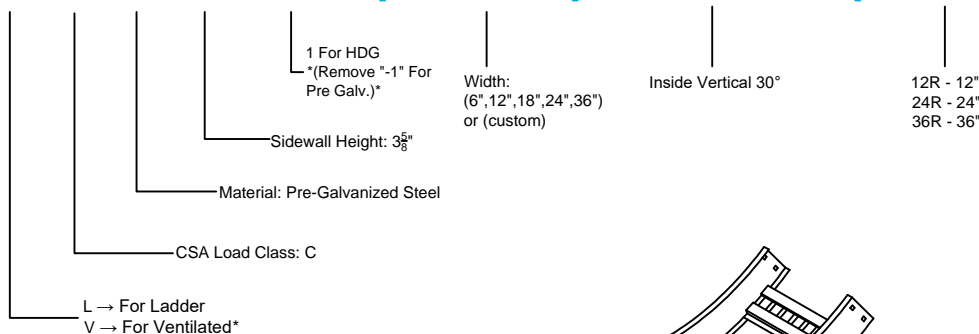 1 For HDG
*(Remove "-1" For
Pre Galv.)*
Width:
(6",12",18",24",36")
or (custom)
Inside Vertical 30°
12R - 12"
24R - 24"
36R - 36"
Sidewall Height: 3⅝"
Material: Pre-Galvanized Steel
CSA Load Class: C
L → For Ladder
V → For Ventilated*